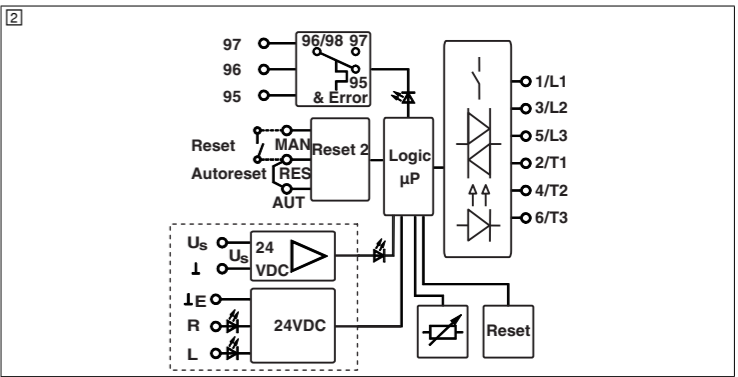 2
97
96
95
96/98 97
95
& Error
1/L1
3/L2
5/L3
2/T1
4/T2
6/T3
Reset
Autoreset
MAN
RES
AUT
Reset 2
Logic
µP
Us
Us
24
VDC
E
R
L
24VDC
Reset